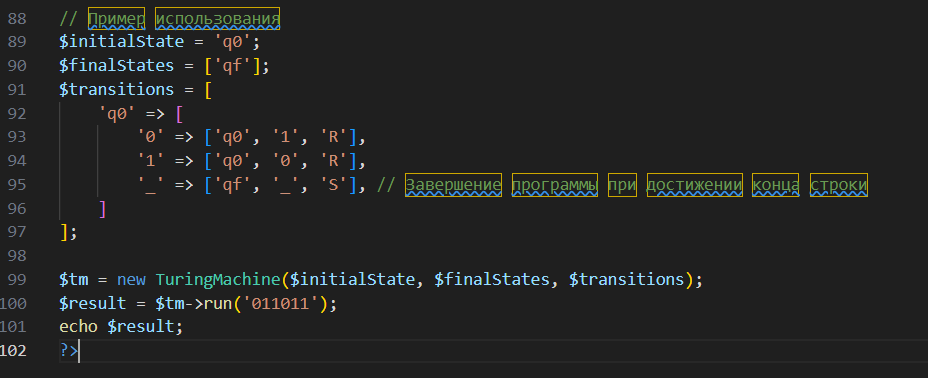 88 // Пример использования
89 $initialState = 'q0';
90 $finalStates = ['qf'];
91 $transitions = [
92 'q0' => [
93 '0' => ['q0', '1', 'R'],
94 '1' => ['q0', '0', 'R'],
95 '_' => ['qf', '_', 'S'], // Завершение программы при достижении конца строки
96 ]
97 ];
98
99 $tm = new TuringMachine($initialState, $finalStates, $transitions);
100 $result = $tm->run('011011');
101 echo $result;
102 ?>